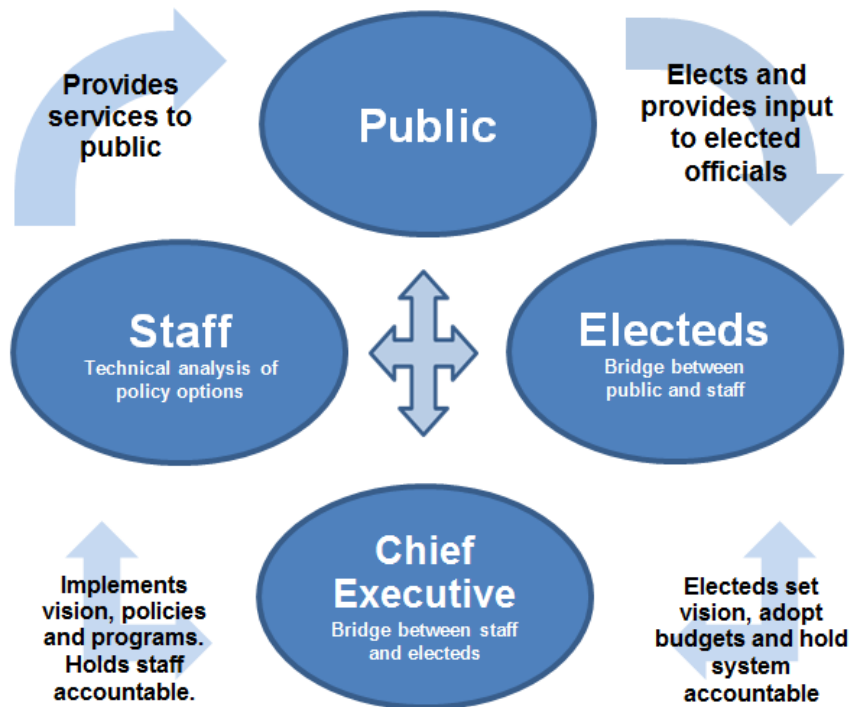 Provides
services to
public
Public
Elects and
provides input
to elected
officials
Staff
Technical analysis of
policy options
Electeds
Bridge between
public and staff
Implements
vision, policies
and programs.
Holds staff
accountable.
Chief
Executive
Bridge between staff
and electeds
Electeds set
vision, adopt
budgets and hold
system
accountable